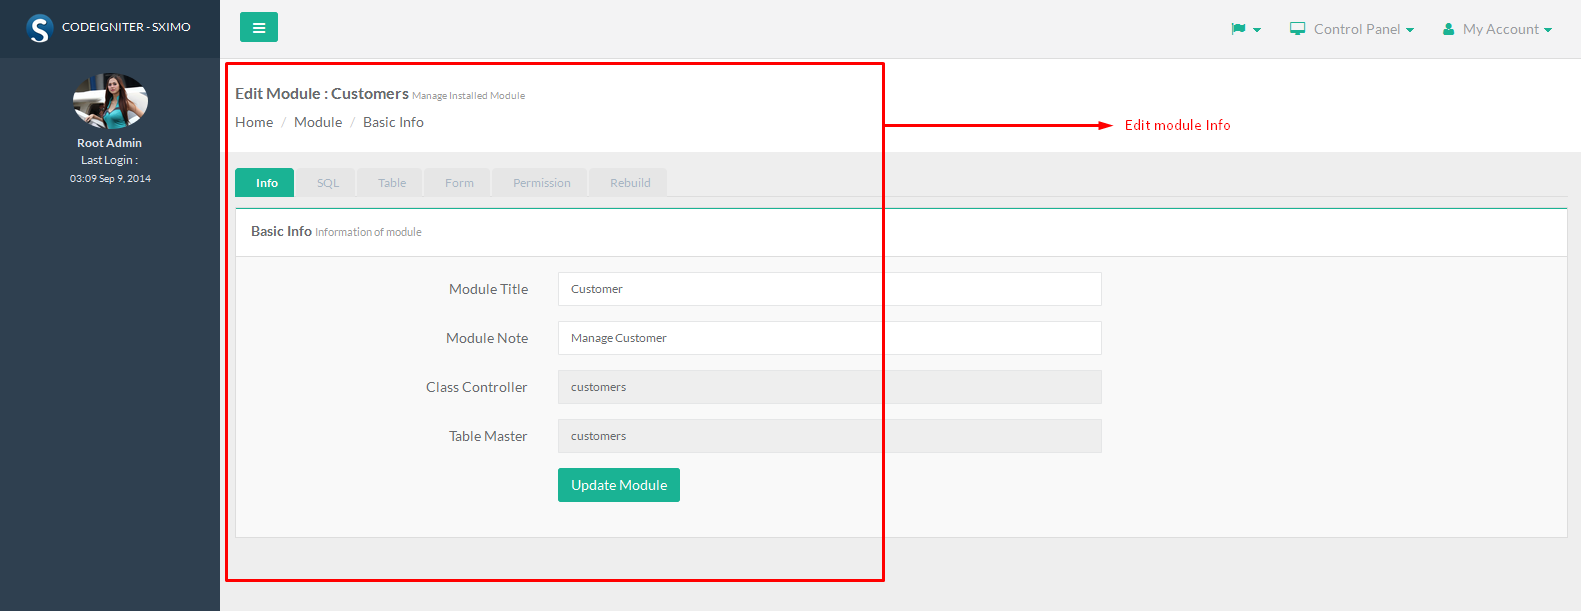 CODEIGNITER - SXIMO
Control Panel
My Account
Root Admin
Last Login :
03:09 Sep 9, 2014
Edit Module : Customers Manage Installed Module
Home / Module / Basic Info
Edit module Info
Info SQL Table Form Permission Rebuild
Basic Info Information of module
Module Title Customer
Module Note Manage Customer
Class Controller customers
Table Master customers
Update Module